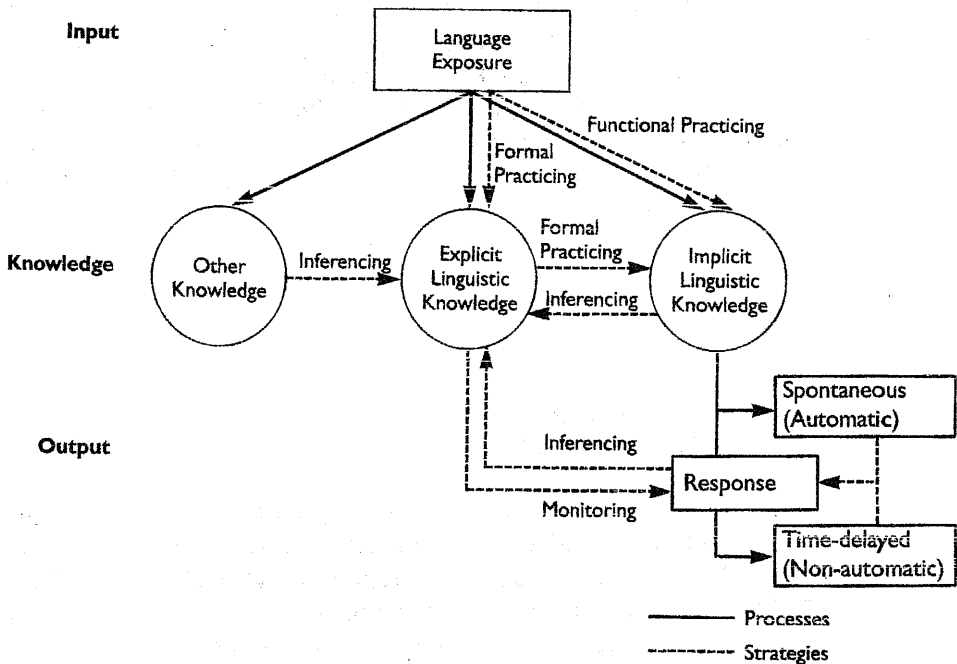 Input
Language
Exposure
Functional Practicing
Formal
Practicing
Knowledge
Other
Knowledge
Inferencing
Explicit
Linguistic
Knowledge
Formal
Practicing
Inferencing
Implicit
Linguistic
Knowledge
Spontaneous
(Automatic)
Output
Inferencing
Response
Monitoring
Time-delayed
(Non-automatic)
Processes
Strategies